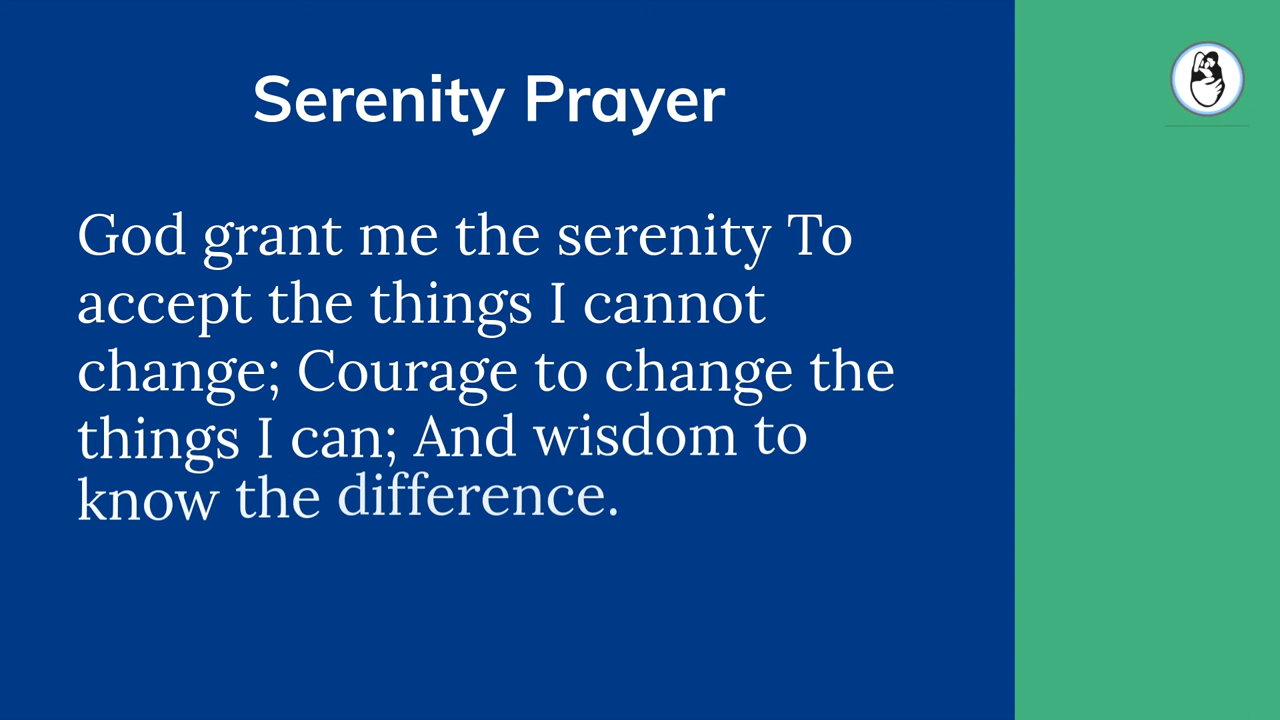 Serenity Prayer
God grant me the serenity To
accept the things I cannot
change; Courage to change the
things I can; And wisdom to
know the difference.